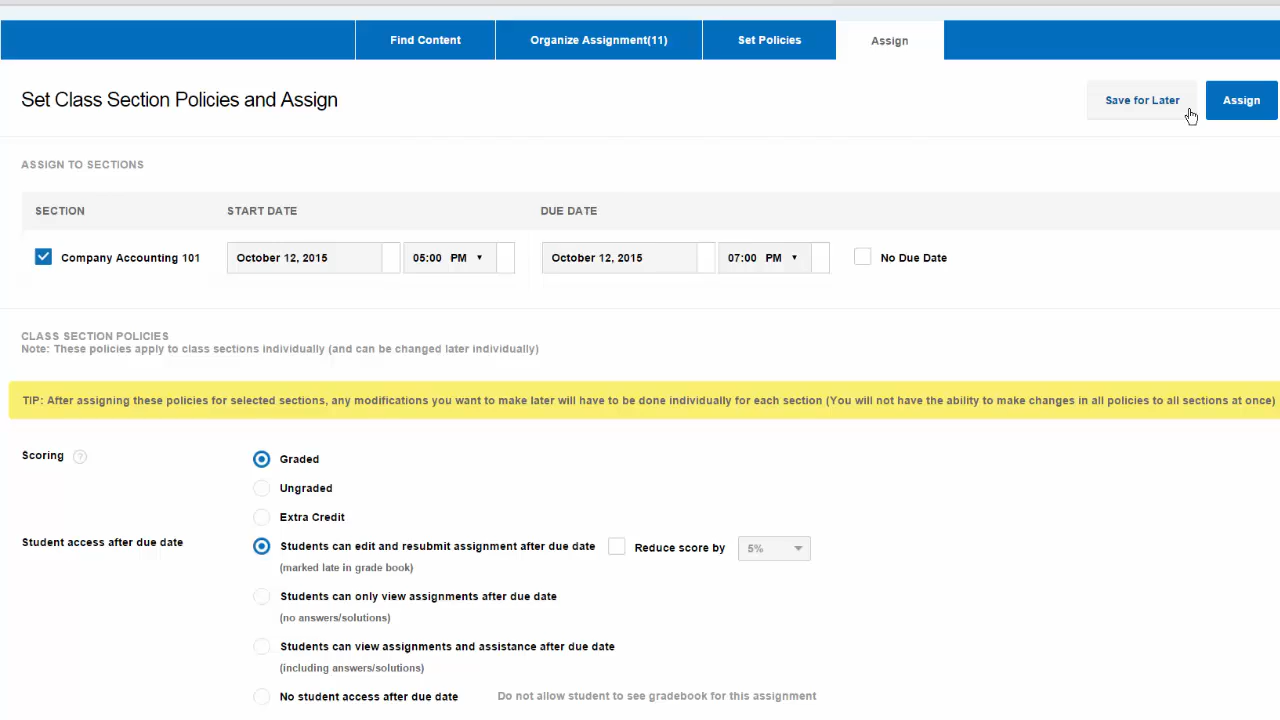 Find Content Organize Assignment(11) Set Policies Assign
Set Class Section Policies and Assign Save for Later Assign
ASSIGN TO SECTIONS
SECTION START DATE DUE DATE
Company Accounting 101 October 12, 2015 05:00 PM October 12, 2015 07:00 PM No Due Date
CLASS SECTION POLICIES
Note: These policies apply to class sections individually (and can be changed later individually)
TIP: After assigning these policies for selected sections, any modifications you want to make later will have to be done individually for each section (You will not have the ability to make changes in all policies to all sections at once)
Scoring ? Graded
Ungraded
Extra Credit
Student access after due date Students can edit and resubmit assignment after due date Reduce score by 5%
(marked late in grade book)
Students can only view assignments after due date
(no answers/solutions)
Students can view assignments and assistance after due date
(including answers/solutions)
No student access after due date Do not allow student to see gradebook for this assignment